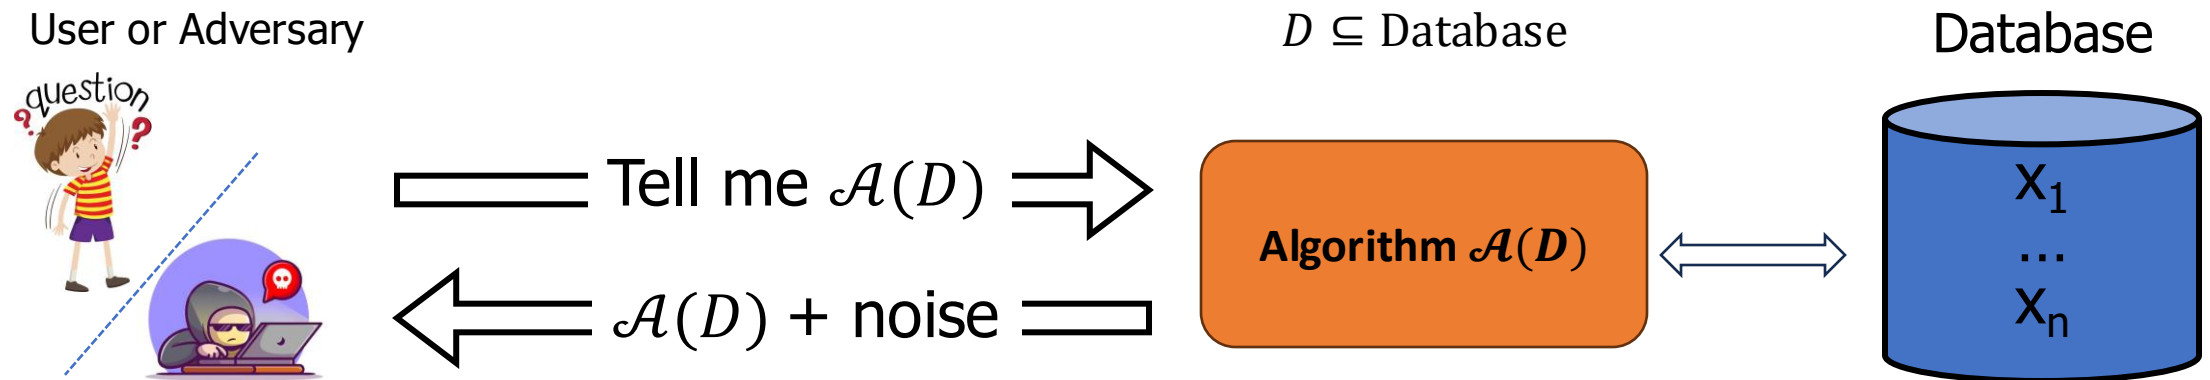 User or Adversary
D ⊆ Database
Database
question
? ?
Tell me 𝒜(D)
Algorithm 𝓐(D)
𝒜(D) + noise
x₁
...
xₙ